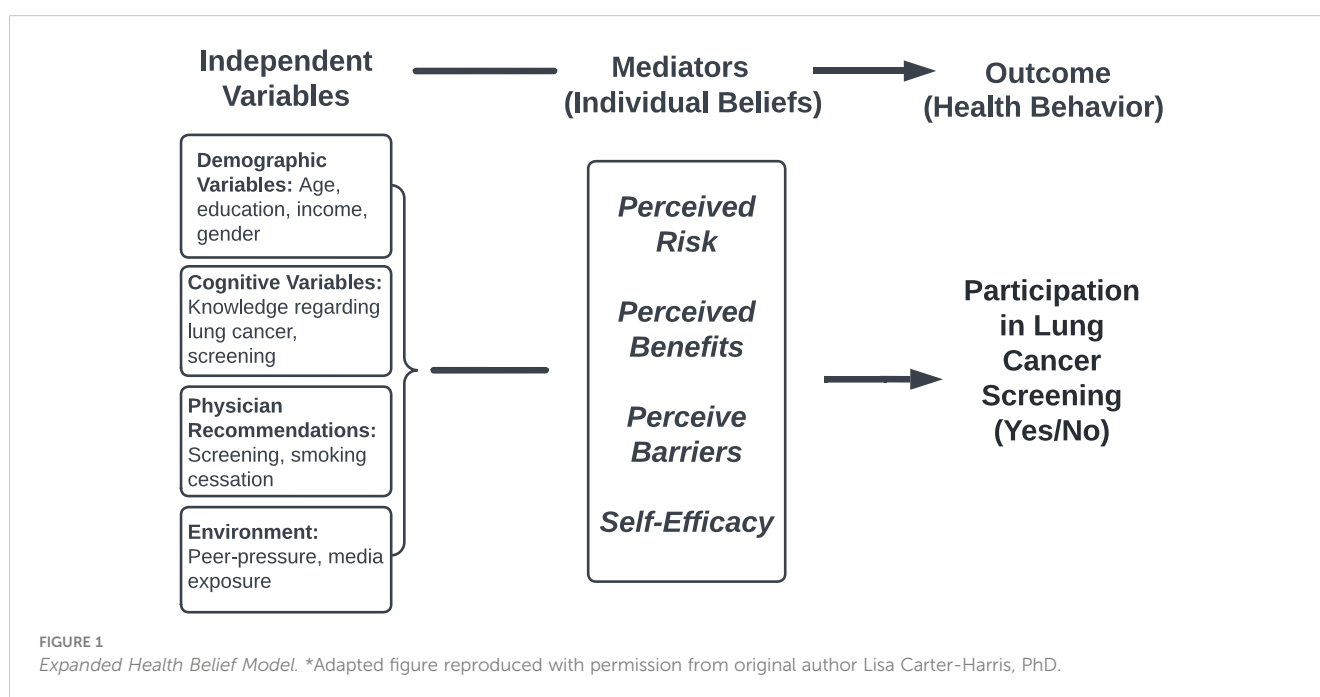 Independent
Variables
Mediators
(Individual Beliefs)
Outcome
(Health Behavior)
Demographic
Variables: Age,
education, income,
gender
Cognitive Variables:
Knowledge regarding
lung cancer,
screening
Physician
Recommendations:
Screening, smoking
cessation
Environment:
Peer-pressure, media
exposure
Perceived
Risk
Perceived
Benefits
Perceive
Barriers
Self-Efficacy
Participation
in Lung
Cancer
Screening
(Yes/No)
FIGURE 1
Expanded Health Belief Model. *Adapted figure reproduced with permission from original author Lisa Carter-Harris, PhD.